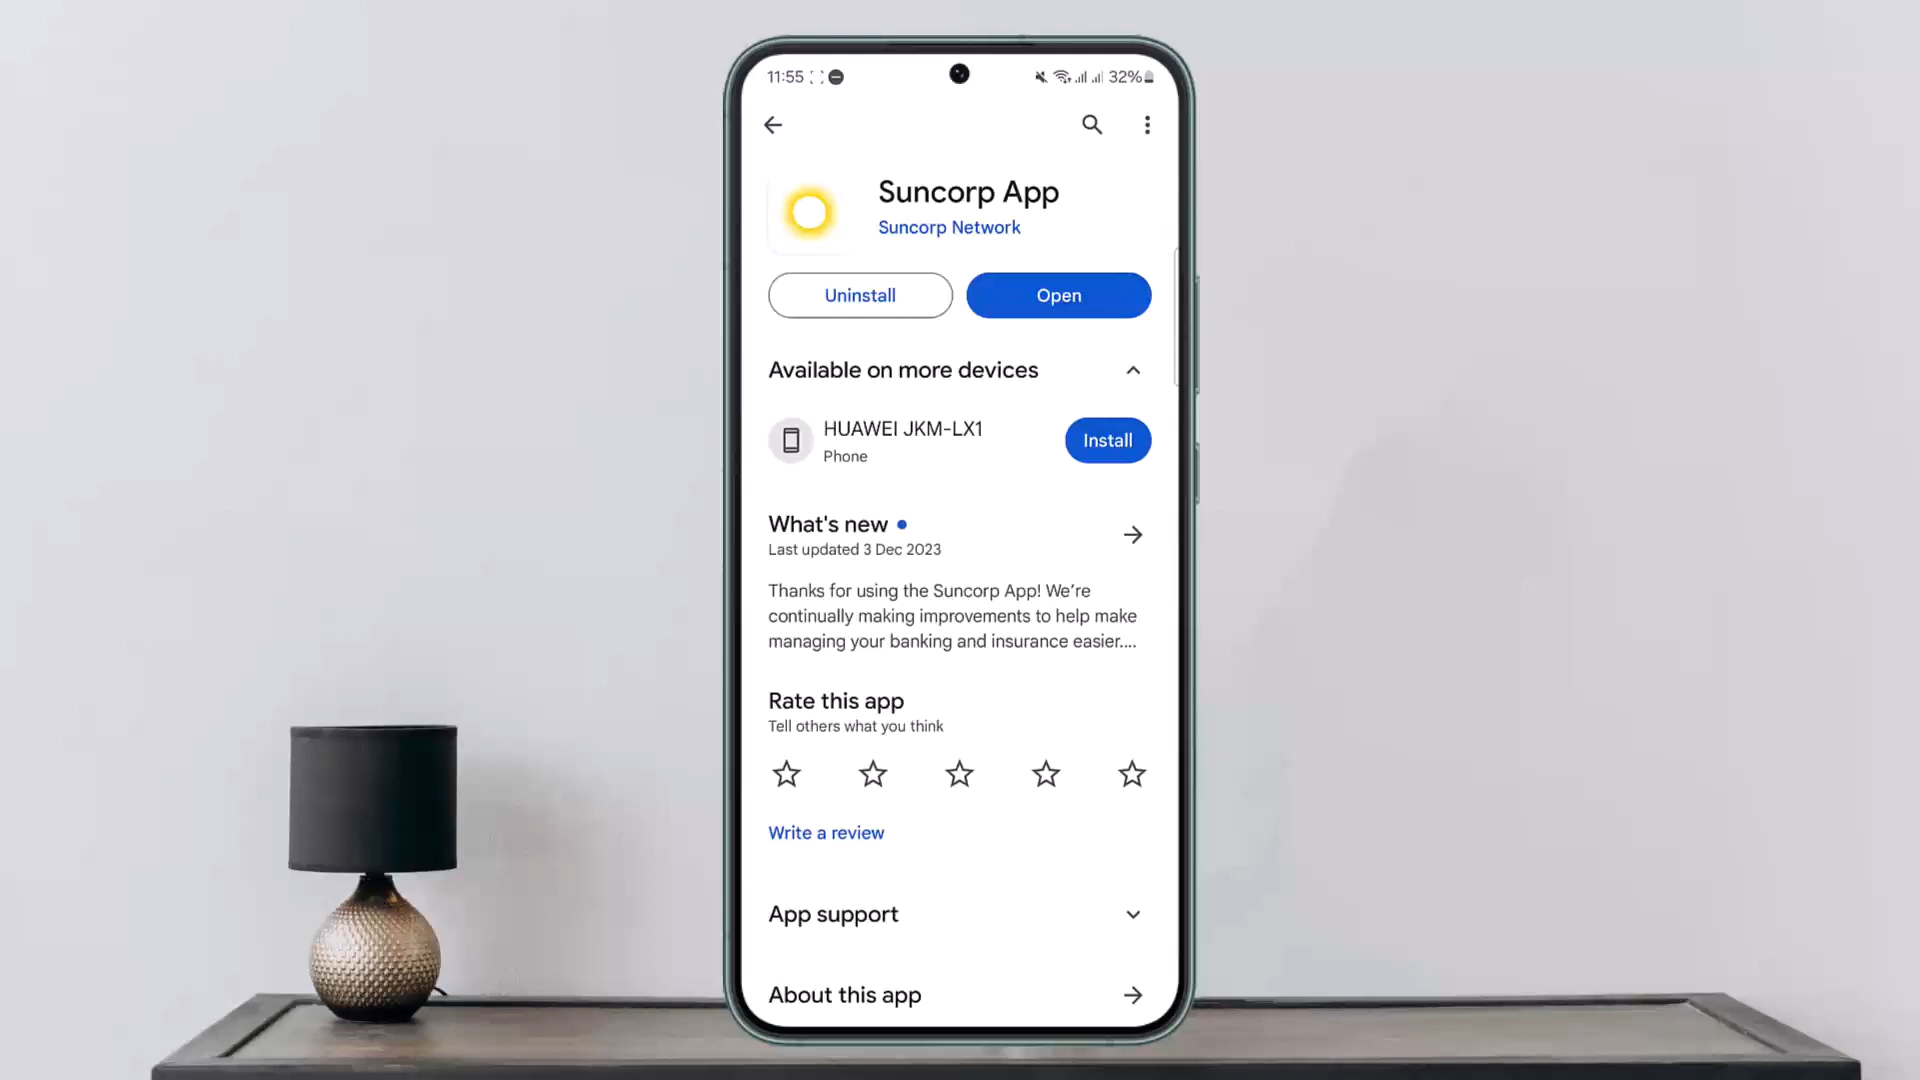 11:55
32%
Suncorp App
Suncorp Network
Uninstall
Open
Available on more devices
HUAWEI JKM-LX1
Phone
Install
What's new
Last updated 3 Dec 2023
Thanks for using the Suncorp App! We're
continually making improvements to help make
managing your banking and insurance easier....
Rate this app
Tell others what you think
Write a review
App support
About this app